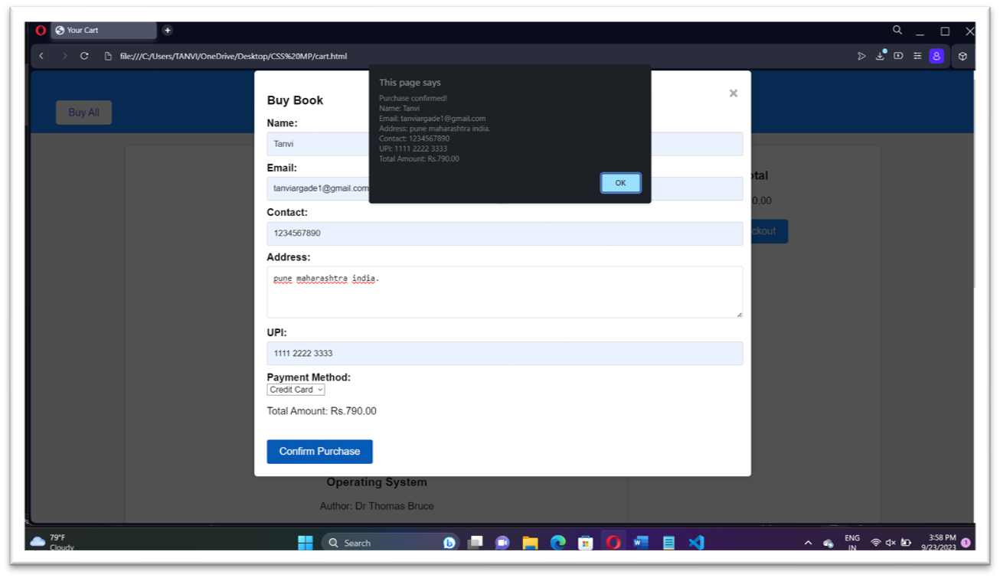 Your Cart
file:///C:/Users/TANVI/OneDrive/Desktop/CSS%20MP/cart.html
This page says
Purchase confirmed!
Name: Tanvi
Email: tanviargade1@gmail.com
Address: pune maharashtra india.
Contact: 1234567890
UPI: 1111 2222 3333
Total Amount: Rs.790.00
OK
Buy All
Buy Book
Name:
Tanvi
Email:
tanviargade1@gmail.com
Contact:
1234567890
Address:
pune maharashtra india.
UPI:
1111 2222 3333
Payment Method:
Credit Card
Total Amount: Rs.790.00
Confirm Purchase
otal
0.00
ckout
Operating System
Author: Dr Thomas Bruce
79°F
Cloudy
Search
ENG
IN
3:58 PM
9/23/2023
1